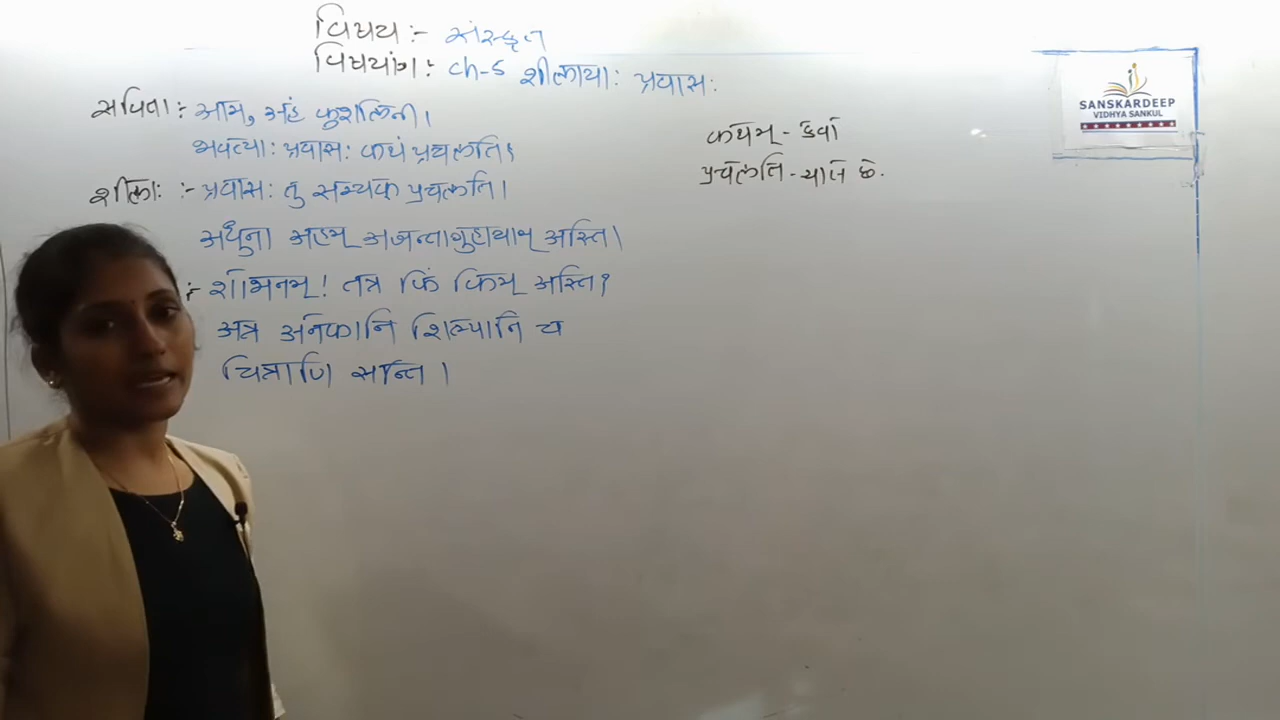 विषय :- संस्कृत
विषयांग : ch-5 शीलायाः प्रवासः
सविता :- आम्, अहं कुशलिनी।
भवत्याः प्रवासः कथं प्रचलति?
शीला :- प्रवासः तु सम्यक् प्रचलति।
अधुना अहम् अजन्तागुहायाम् अस्मि।
:- शोभनम्! तत्र किं किम् अस्ति?
अत्र अनेकानि शिल्पानि च
चित्राणि सन्ति।
कथम् - કેવો
प्रचलति - ચાલે છે.
SANSKARDEEP
VIDHYA SANKUL